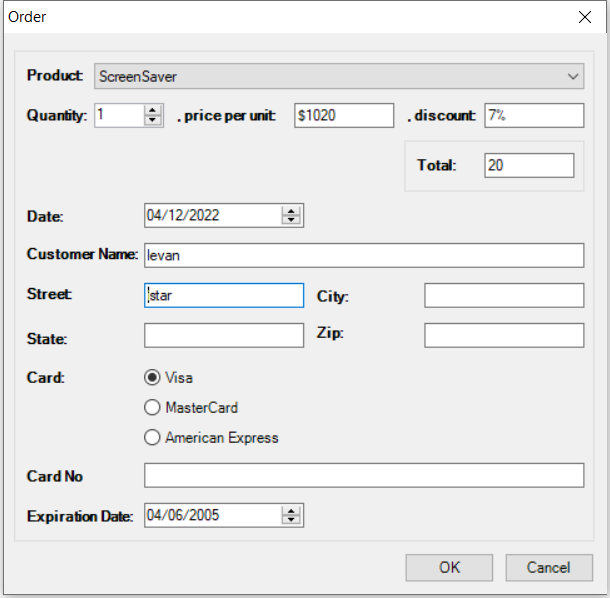 Order
Product: ScreenSaver
Quantity: 1 . price per unit: $1020 . discount: 7%
Total: 20
Date: 04/12/2022
Customer Name: levan
Street: star City:
State: Zip:
Card: Visa
MasterCard
American Express
Card No
Expiration Date: 04/06/2005
OK Cancel